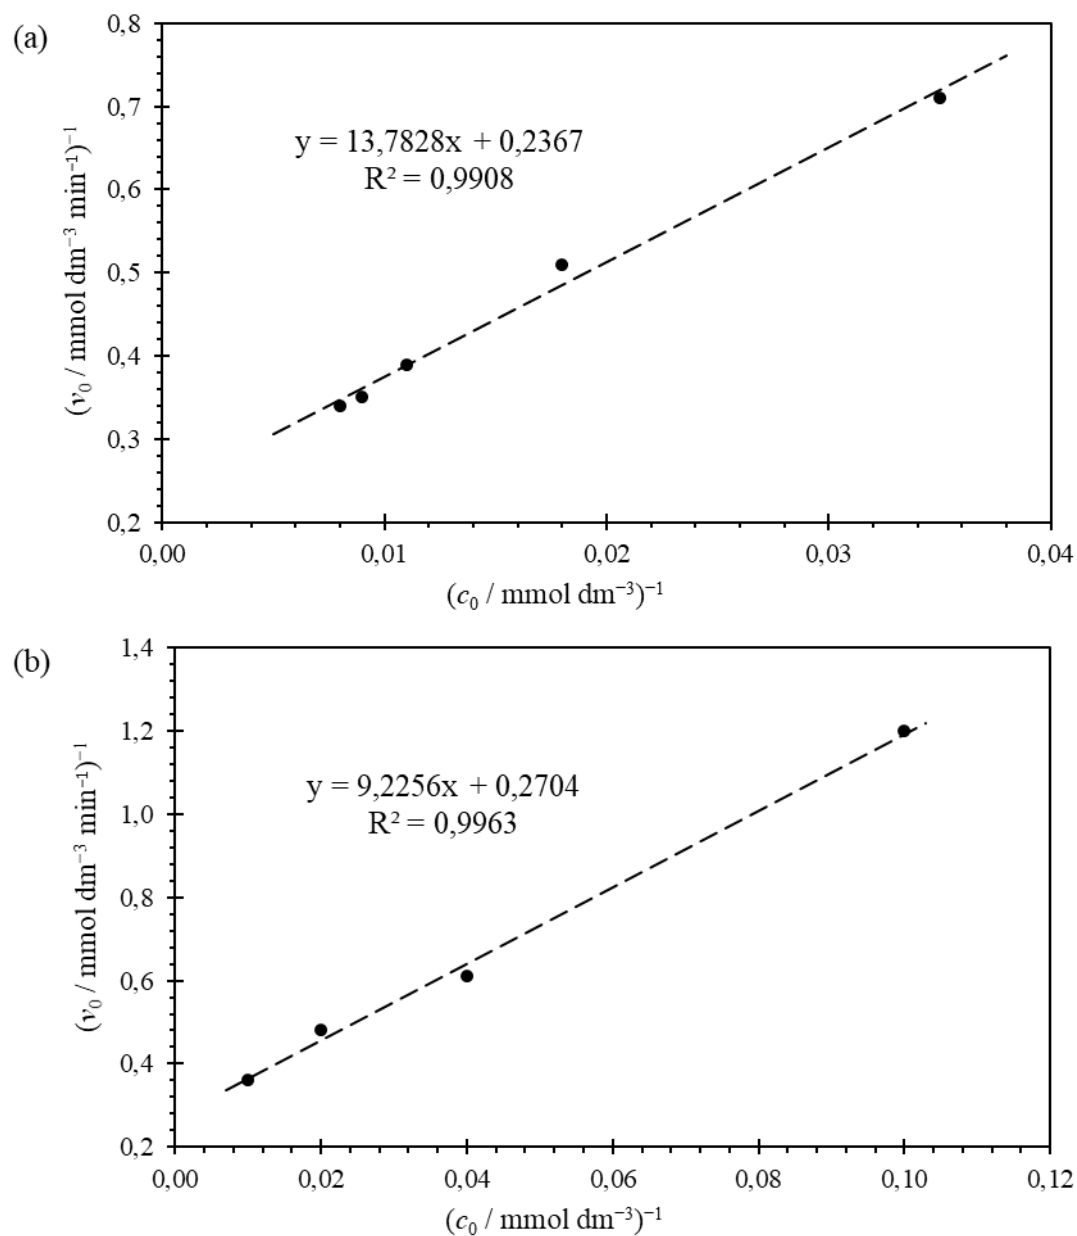 (a)
0,8
0,7
0,6
0,5
0,4
0,3
0,2
(v₀ / mmol dm⁻³ min⁻¹)⁻¹
y = 13,7828x + 0,2367
R² = 0,9908
0,00 0,01 0,02 0,03 0,04
(c₀ / mmol dm⁻³)⁻¹
(b)
1,4
1,2
1,0
0,8
0,6
0,4
0,2
(v₀ / mmol dm⁻³ min⁻¹)⁻¹
y = 9,2256x + 0,2704
R² = 0,9963
0,00 0,02 0,04 0,06 0,08 0,10 0,12
(c₀ / mmol dm⁻³)⁻¹